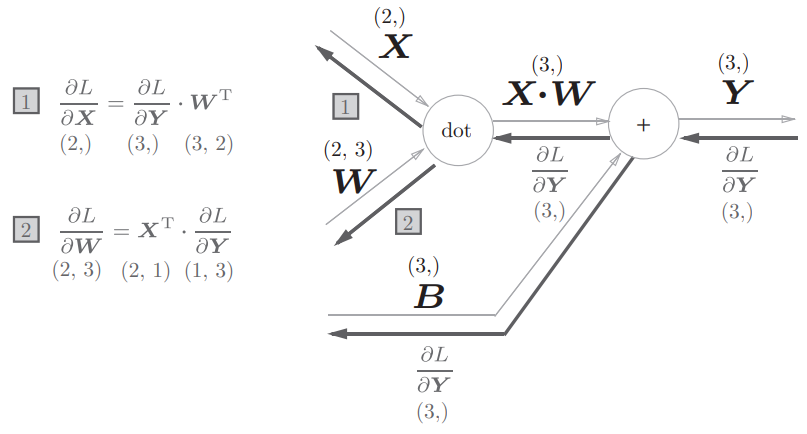 1 ∂L/∂X = ∂L/∂Y · Wᵀ
(2,) (3,) (3, 2)
2 ∂L/∂W = Xᵀ · ∂L/∂Y
(2, 3) (2, 1) (1, 3)
(2,)
X
1
(2, 3)
W
2
dot
(3,)
X·W
∂L/∂Y
(3,)
+
(3,)
Y
∂L/∂Y
(3,)
(3,)
B
∂L/∂Y
(3,)